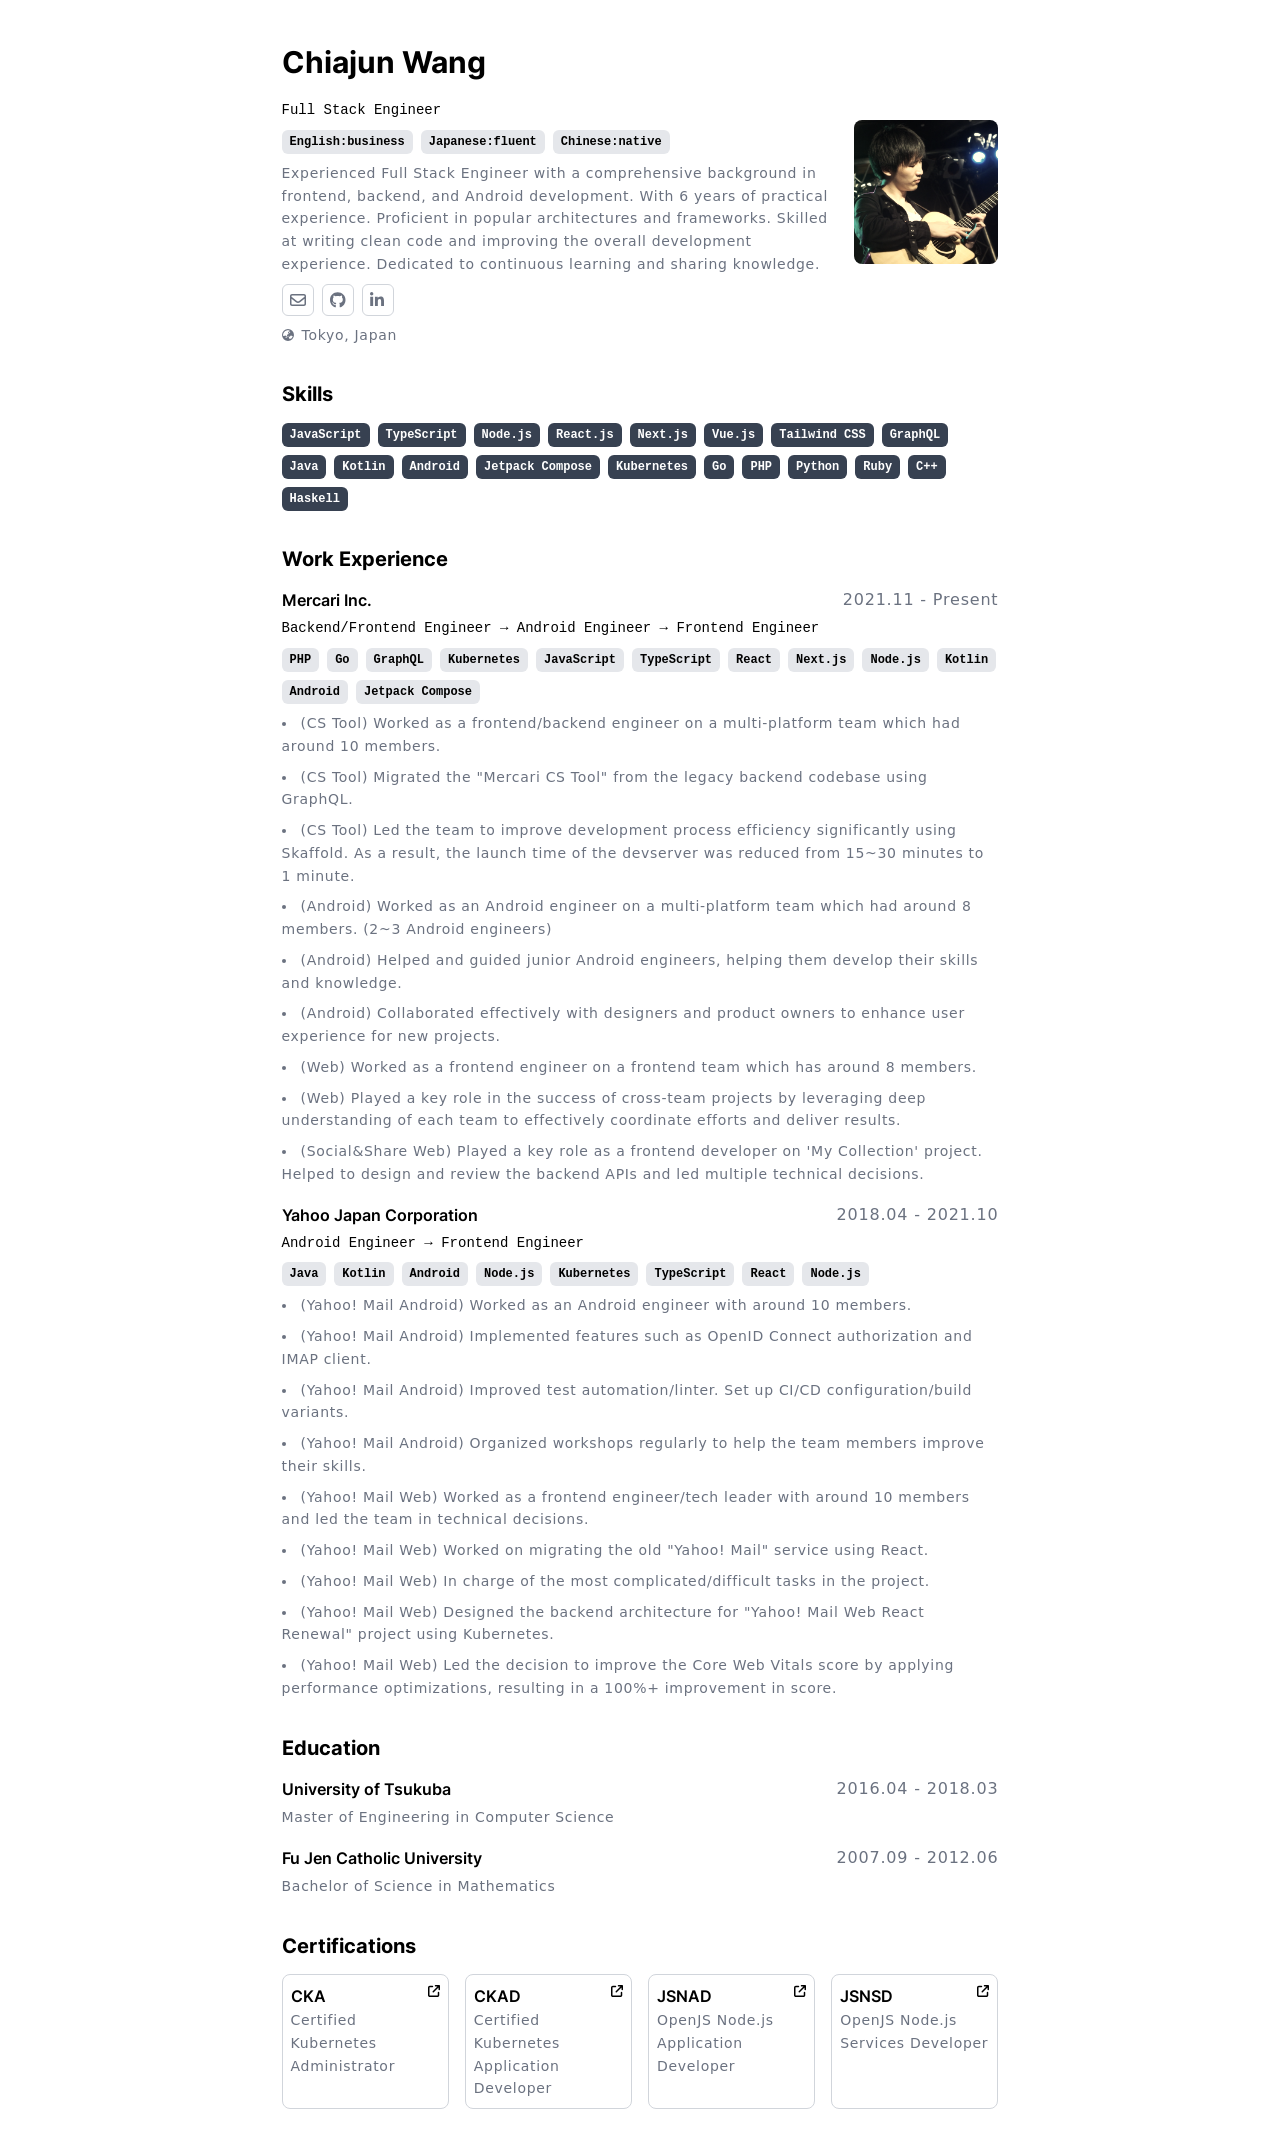 Chiajun Wang
Full Stack Engineer
English:business Japanese:fluent Chinese:native
Experienced Full Stack Engineer with a comprehensive background in
frontend, backend, and Android development. With 6 years of practical
experience. Proficient in popular architectures and frameworks. Skilled
at writing clean code and improving the overall development
experience. Dedicated to continuous learning and sharing knowledge.
Tokyo, Japan
Skills
JavaScript TypeScript Node.js React.js Next.js Vue.js Tailwind CSS GraphQL
Java Kotlin Android Jetpack Compose Kubernetes Go PHP Python Ruby C++
Haskell
Work Experience
Mercari Inc. 2021.11 - Present
Backend/Frontend Engineer → Android Engineer → Frontend Engineer
PHP Go GraphQL Kubernetes JavaScript TypeScript React Next.js Node.js Kotlin
Android Jetpack Compose
• (CS Tool) Worked as a frontend/backend engineer on a multi-platform team which had
around 10 members.
• (CS Tool) Migrated the "Mercari CS Tool" from the legacy backend codebase using
GraphQL.
• (CS Tool) Led the team to improve development process efficiency significantly using
Skaffold. As a result, the launch time of the devserver was reduced from 15~30 minutes to
1 minute.
• (Android) Worked as an Android engineer on a multi-platform team which had around 8
members. (2~3 Android engineers)
• (Android) Helped and guided junior Android engineers, helping them develop their skills
and knowledge.
• (Android) Collaborated effectively with designers and product owners to enhance user
experience for new projects.
• (Web) Worked as a frontend engineer on a frontend team which has around 8 members.
• (Web) Played a key role in the success of cross-team projects by leveraging deep
understanding of each team to effectively coordinate efforts and deliver results.
• (Social&Share Web) Played a key role as a frontend developer on 'My Collection' project.
Helped to design and review the backend APIs and led multiple technical decisions.
Yahoo Japan Corporation 2018.04 - 2021.10
Android Engineer → Frontend Engineer
Java Kotlin Android Node.js Kubernetes TypeScript React Node.js
• (Yahoo! Mail Android) Worked as an Android engineer with around 10 members.
• (Yahoo! Mail Android) Implemented features such as OpenID Connect authorization and
IMAP client.
• (Yahoo! Mail Android) Improved test automation/linter. Set up CI/CD configuration/build
variants.
• (Yahoo! Mail Android) Organized workshops regularly to help the team members improve
their skills.
• (Yahoo! Mail Web) Worked as a frontend engineer/tech leader with around 10 members
and led the team in technical decisions.
• (Yahoo! Mail Web) Worked on migrating the old "Yahoo! Mail" service using React.
• (Yahoo! Mail Web) In charge of the most complicated/difficult tasks in the project.
• (Yahoo! Mail Web) Designed the backend architecture for "Yahoo! Mail Web React
Renewal" project using Kubernetes.
• (Yahoo! Mail Web) Led the decision to improve the Core Web Vitals score by applying
performance optimizations, resulting in a 100%+ improvement in score.
Education
University of Tsukuba 2016.04 - 2018.03
Master of Engineering in Computer Science
Fu Jen Catholic University 2007.09 - 2012.06
Bachelor of Science in Mathematics
Certifications
CKA
Certified
Kubernetes
Administrator
CKAD
Certified
Kubernetes
Application
Developer
JSNAD
OpenJS Node.js
Application
Developer
JSNSD
OpenJS Node.js
Services Developer